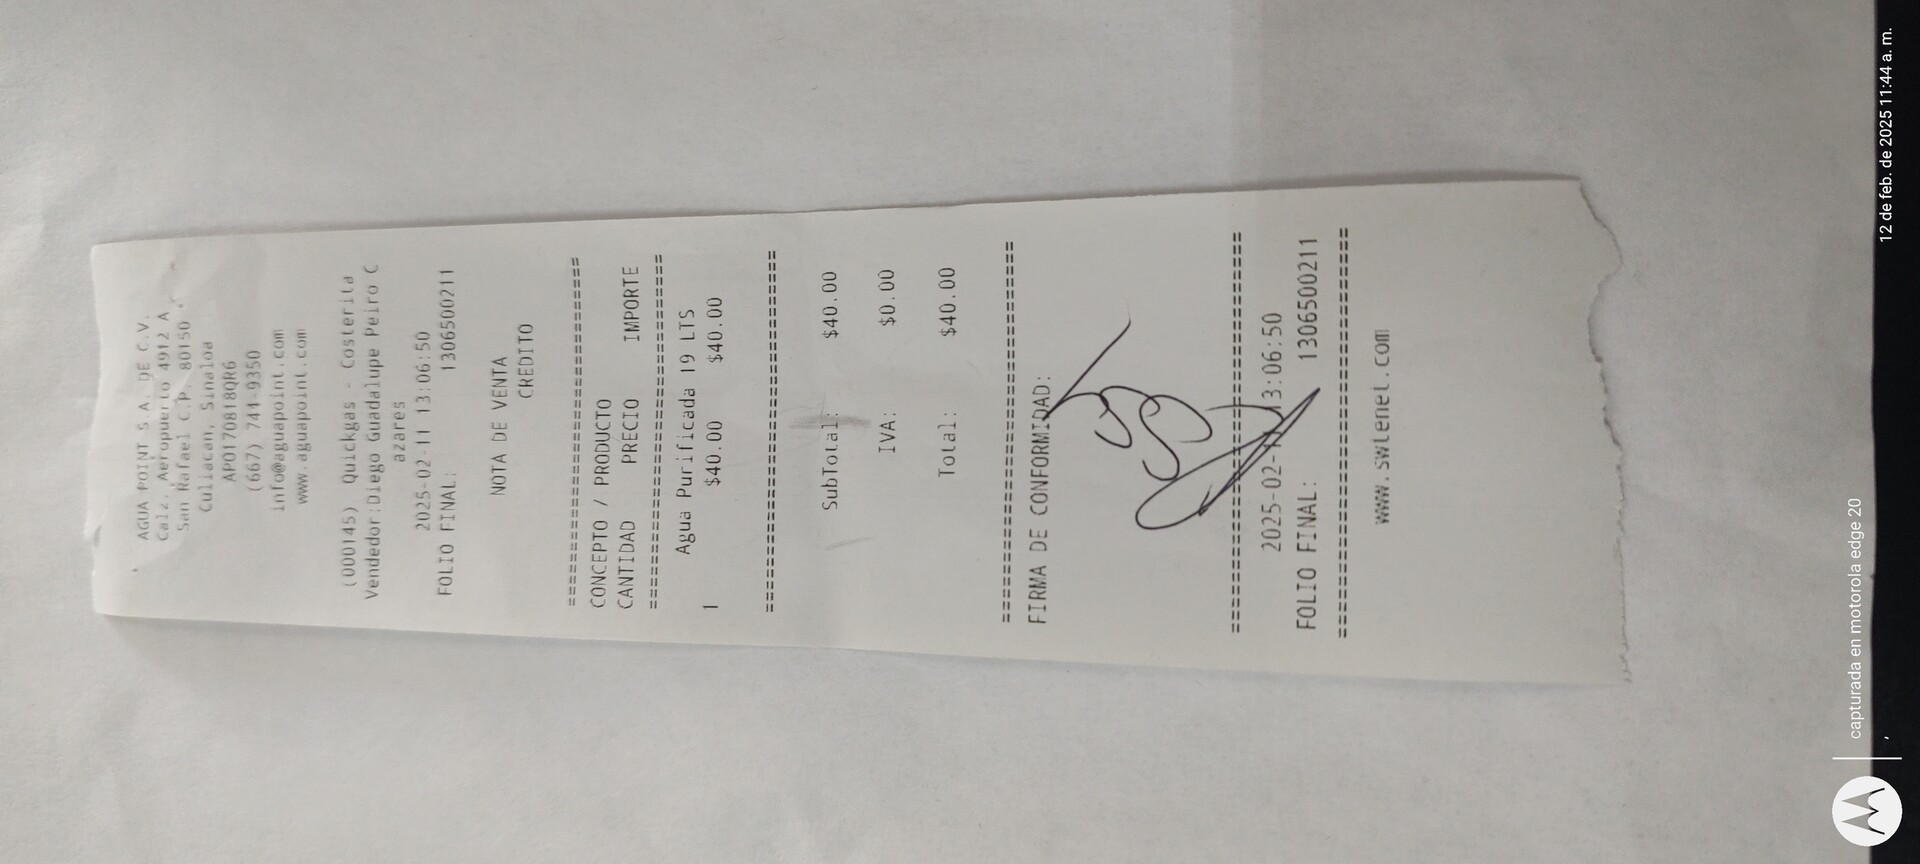 AGUA POINT S.A. DE C.V.
Calz. Aeropuerto 4912 A,
San Rafael C.P. 80150
Culiacan, Sinaloa
APO170818QR6
(667) 741-9350
info@aguapoint.com
www.aguapoint.com
(000145) Quickgas - Costerita
Vendedor:Diego Guadalupe Peiro C
azares
2025-02-11 13:06:50
FOLIO FINAL: 1306500211
NOTA DE VENTA
CREDITO
================================
CONCEPTO / PRODUCTO
CANTIDAD PRECIO IMPORTE
================================
Agua Purificada 19 LTS
1 $40.00 $40.00
================================
SubTotal: $40.00
IVA: $0.00
Total: $40.00
================================
FIRMA DE CONFORMIDAD:
================================
2025-02-11 13:06:50
FOLIO FINAL: 1306500211
================================
www.swlenel.com
capturada en motorola edge 20
12 de feb. de 2025 11:44 a. m.